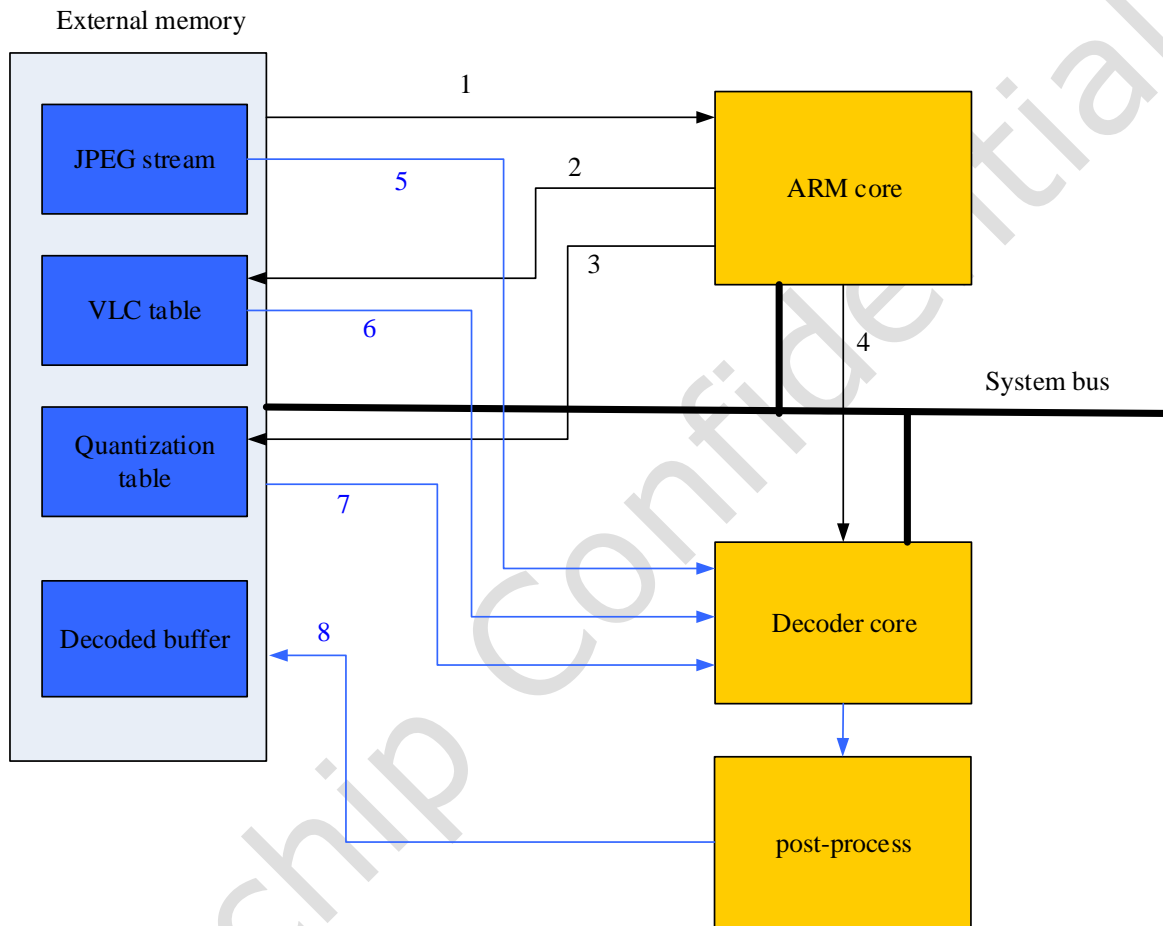 External memory
1
JPEG stream
5
2
ARM core
3
VLC table
6
4
System bus
Quantization
table
7
Decoder core
Decoded buffer
8
post-process
chip Confidential